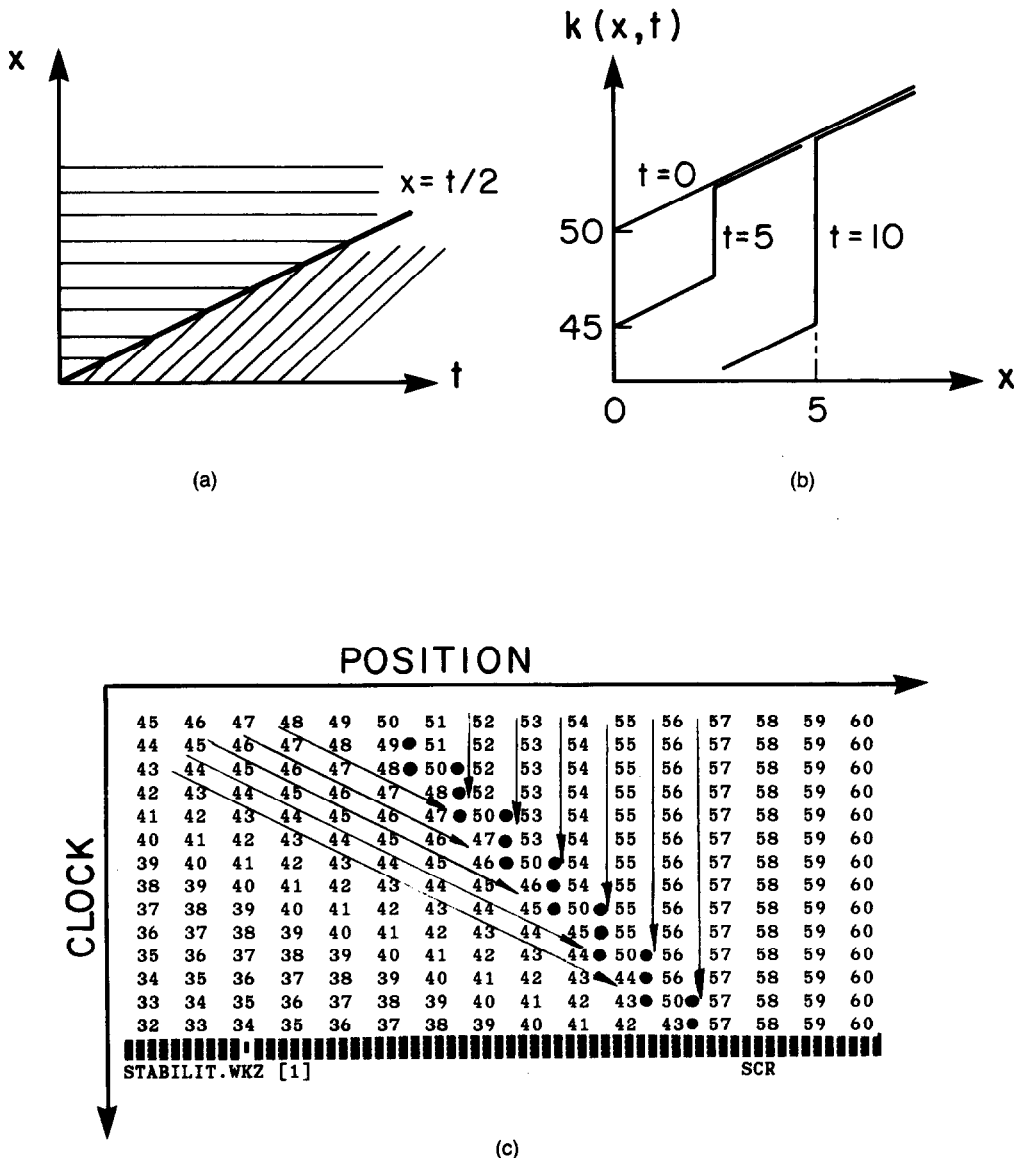 x
x = t/2
t
(a)
k (x,t)
t=0
50
t=5
t=10
45
0
5
x
(b)
POSITION
CLOCK
45 46 47 48 49 50 51 52 53 54 55 56 57 58 59 60
44 45 46 47 48 49 51 52 53 54 55 56 57 58 59 60
43 44 45 46 47 48 50 52 53 54 55 56 57 58 59 60
42 43 44 45 46 47 48 52 53 54 55 56 57 58 59 60
41 42 43 44 45 46 47 50 53 54 55 56 57 58 59 60
40 41 42 43 44 45 46 47 53 54 55 56 57 58 59 60
39 40 41 42 43 44 45 46 50 54 55 56 57 58 59 60
38 39 40 41 42 43 44 45 46 54 55 56 57 58 59 60
37 38 39 40 41 42 43 44 45 50 55 56 57 58 59 60
36 37 38 39 40 41 42 43 44 45 55 56 57 58 59 60
35 36 37 38 39 40 41 42 43 44 50 56 57 58 59 60
34 35 36 37 38 39 40 41 42 43 44 56 57 58 59 60
33 34 35 36 37 38 39 40 41 42 43 50 57 58 59 60
32 33 34 35 36 37 38 39 40 41 42 43 57 58 59 60
STABILIT.WKZ [1] SCR
(c)